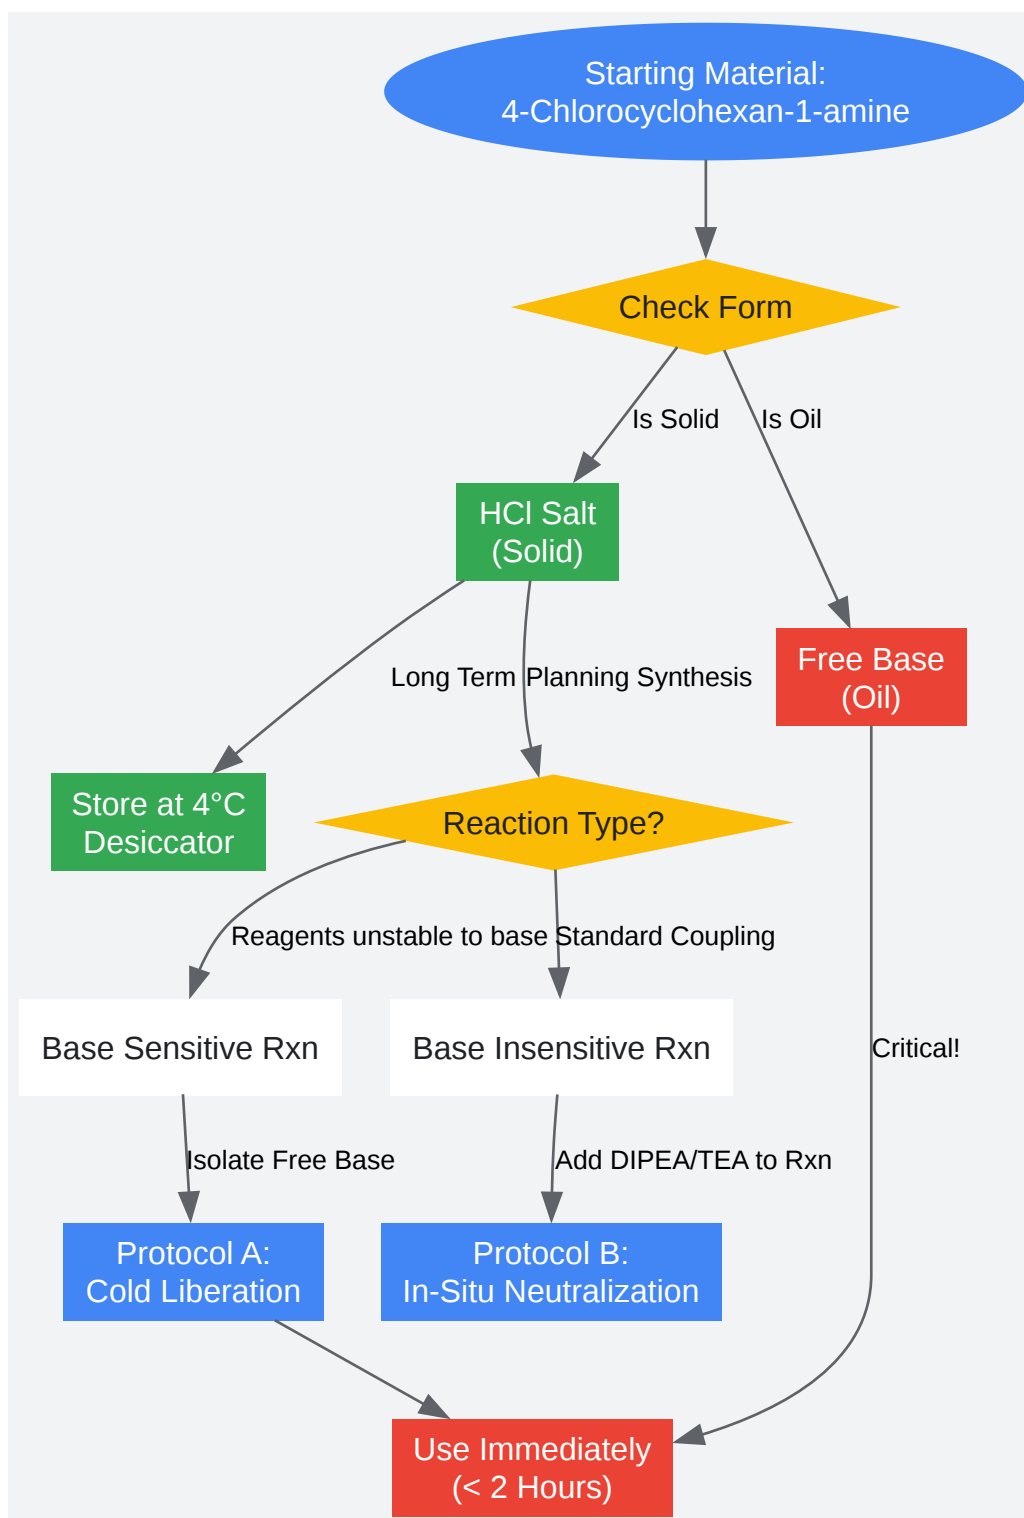 Starting Material:
4-Chlorocyclohexan-1-amine
Check Form
Is Solid
Is Oil
HCl Salt
(Solid)
Free Base
(Oil)
Long Term
Planning Synthesis
Store at 4°C
Desiccator
Reaction Type?
Reagents unstable to base
Standard Coupling
Base Sensitive Rxn
Base Insensitive Rxn
Critical!
Isolate Free Base
Add DIPEA/TEA to Rxn
Protocol A:
Cold Liberation
Protocol B:
In-Situ Neutralization
Use Immediately
(< 2 Hours)